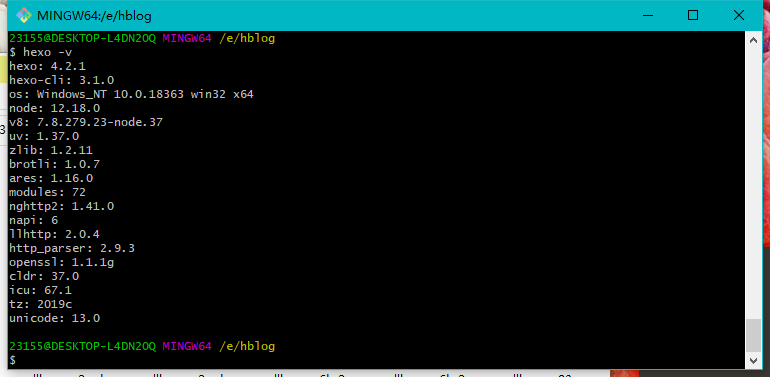 MINGW64:/e/hblog
23155@DESKTOP-L4DN2OQ MINGW64 /e/hblog
$ hexo -v
hexo: 4.2.1
hexo-cli: 3.1.0
os: Windows_NT 10.0.18363 win32 x64
node: 12.18.0
v8: 7.8.279.23-node.37
uv: 1.37.0
zlib: 1.2.11
brotli: 1.0.7
ares: 1.16.0
modules: 72
nghttp2: 1.41.0
napi: 6
llhttp: 2.0.4
http_parser: 2.9.3
openssl: 1.1.1g
cldr: 37.0
icu: 67.1
tz: 2019c
unicode: 13.0
23155@DESKTOP-L4DN2OQ MINGW64 /e/hblog
$